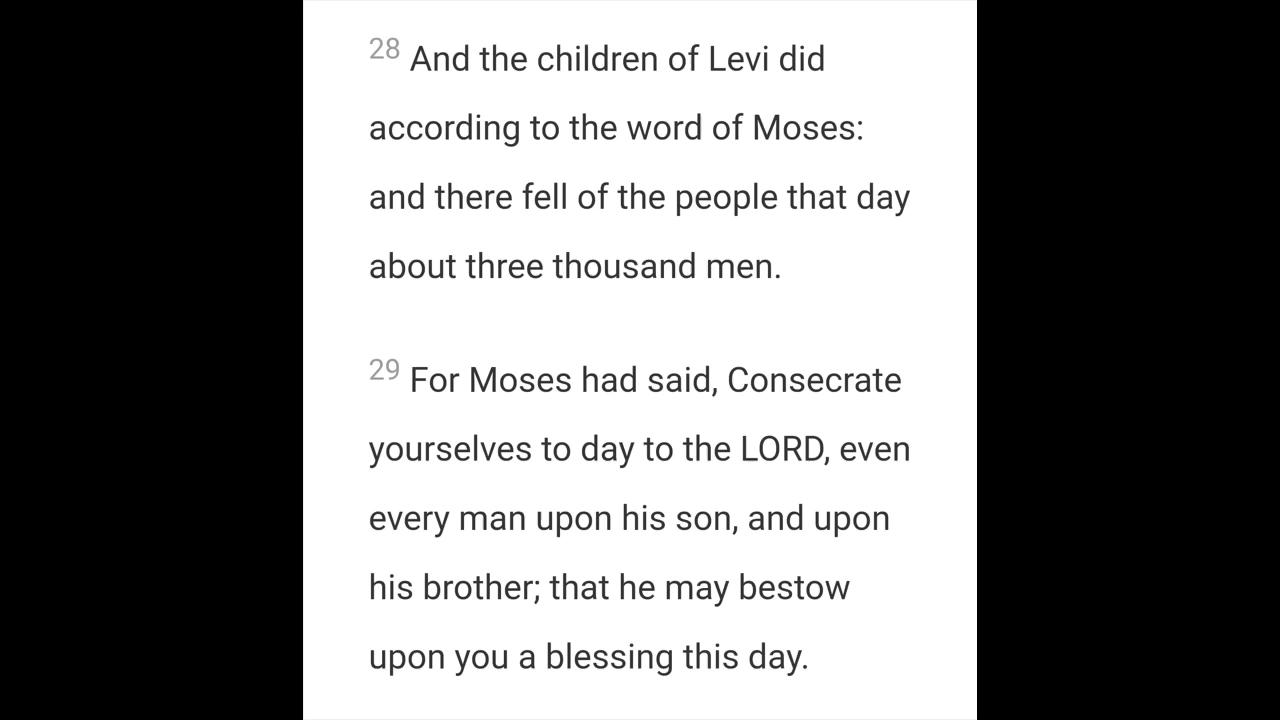 28 And the children of Levi did
according to the word of Moses:
and there fell of the people that day
about three thousand men.
29 For Moses had said, Consecrate
yourselves to day to the LORD, even
every man upon his son, and upon
his brother; that he may bestow
upon you a blessing this day.